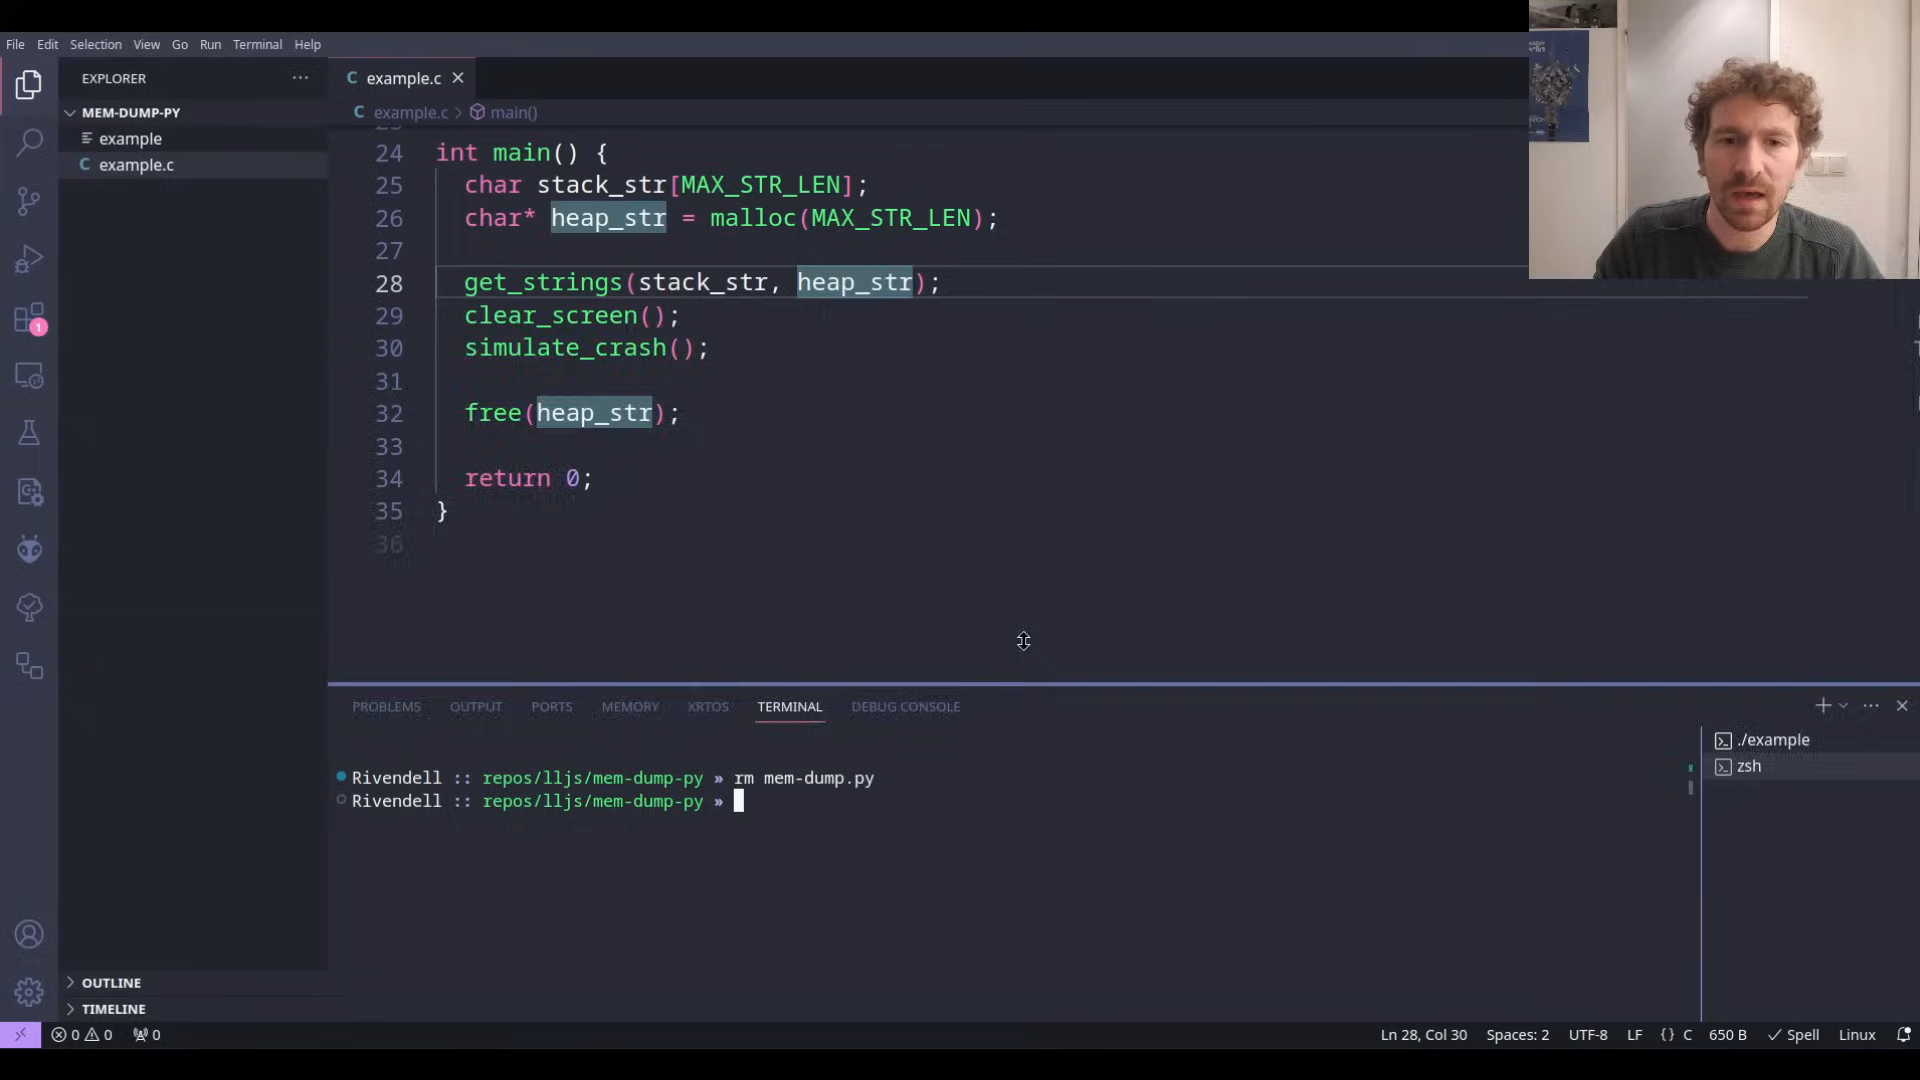 File Edit Selection View Go Run Terminal Help
EXPLORER
MEM-DUMP-PY
example
example.c
OUTLINE
TIMELINE
example.c
example.c > main()
24 int main() {
25 char stack_str[MAX_STR_LEN];
26 char* heap_str = malloc(MAX_STR_LEN);
27
28 get_strings(stack_str, heap_str);
29 clear_screen();
30 simulate_crash();
31
32 free(heap_str);
33
34 return 0;
35 }
36
PROBLEMS OUTPUT PORTS MEMORY XRTOS TERMINAL DEBUG CONSOLE
Rivendell :: repos/lljs/mem-dump-py » rm mem-dump.py
Rivendell :: repos/lljs/mem-dump-py »
./example
zsh
1
0 0 0 Ln 28, Col 30 Spaces: 2 UTF-8 LF {} C 650 B Spell Linux